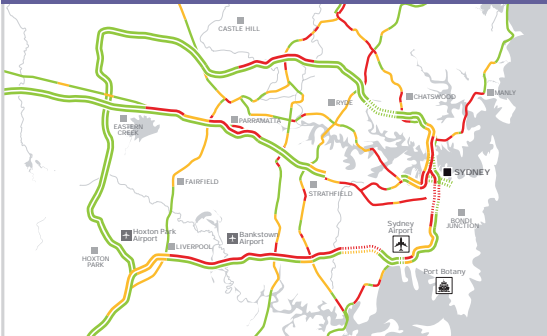 CASTLE HILL
MANLY
CHATSWOOD
RYDE
PARRAMATTA
EASTERN
CREEK
SYDNEY
FAIRFIELD
STRATHFIELD
BONDI
JUNCTION
Sydney
Airport
Hoxton Park
Airport
Bankstown
Airport
LIVERPOOL
HOXTON
PARK
Port Botany